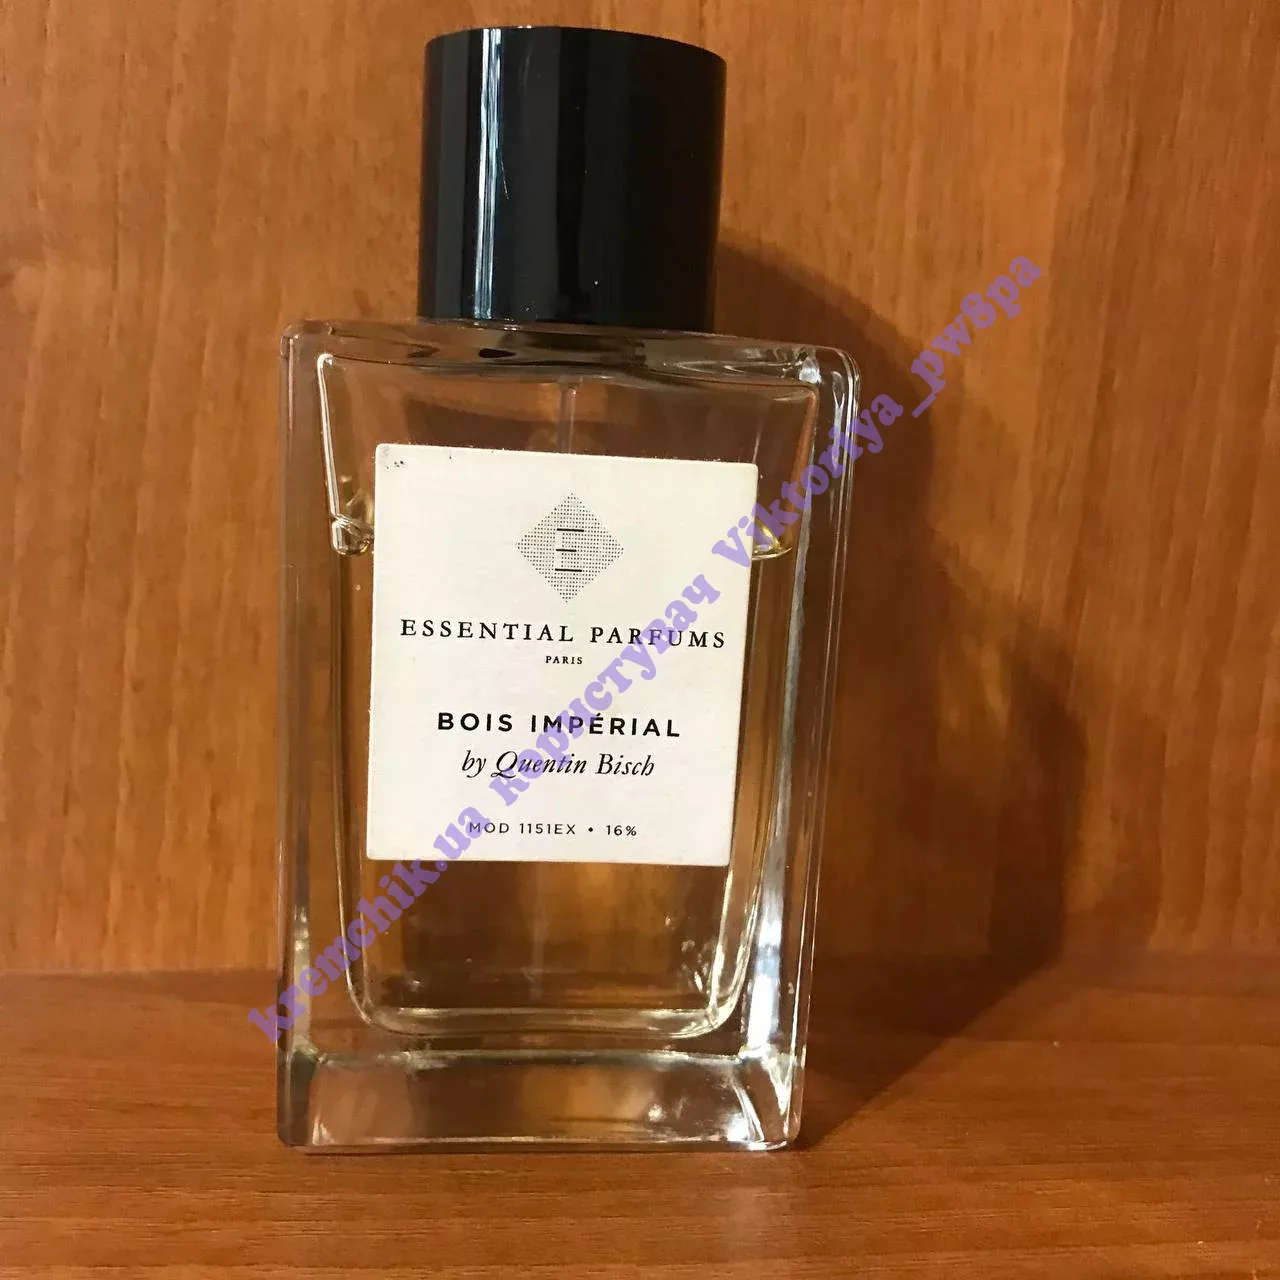 E
ESSENTIAL PARFUMS
PARIS
BOIS IMPÉRIAL
by Quentin Bisch
MOD 1151EX • 16%
kremchik.ua користувач Viktoriya_pw8pa